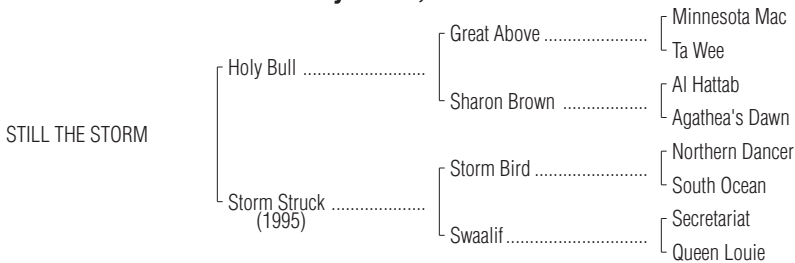 Minnesota Mac
Great Above ........................
Ta Wee
Holy Bull ............................
Al Hattab
Sharon Brown ....................
Agathea's Dawn
STILL THE STORM
Northern Dancer
Storm Bird ..........................
South Ocean
Storm Struck .....................
(1995)
Secretariat
Swaalif.................................
Queen Louie